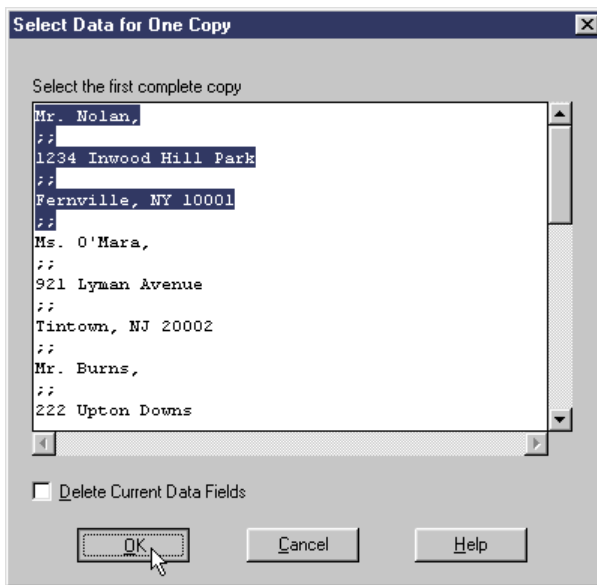 Select Data for One Copy
Select the first complete copy
Mr. Nolan,
;;
1234 Inwood Hill Park
;;
Fernville, NY 10001
;;
Ms. O'Mara,
;;
921 Lyman Avenue
;;
Tintown, NJ 20002
;;
Mr. Burns,
;;
222 Upton Downs
Delete Current Data Fields
OK Cancel Help